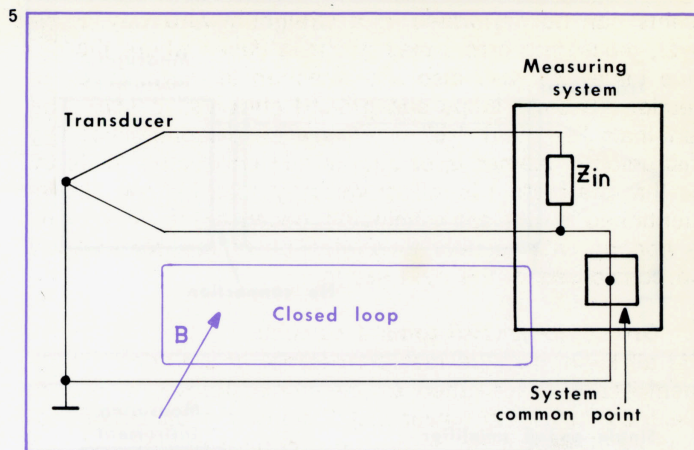 5
Measuring
system
Transducer
Zin
Closed loop
B
System
common point